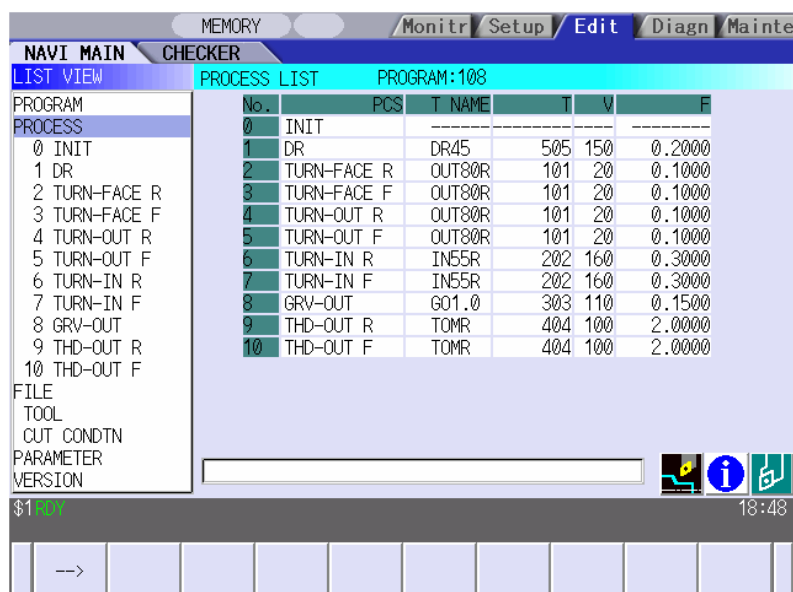 MEMORY Monitr Setup Edit Diagn Mainte
NAVI MAIN CHECKER
LIST VIEW
PROGRAM
PROCESS
0 INIT
1 DR
2 TURN-FACE R
3 TURN-FACE F
4 TURN-OUT R
5 TURN-OUT F
6 TURN-IN R
7 TURN-IN F
8 GRV-OUT
9 THD-OUT R
10 THD-OUT F
FILE
TOOL
CUT CONDTN
PARAMETER
VERSION
PROCESS LIST PROGRAM:108
No. PCS T NAME T V F
0 INIT ------ -------- ---- --------
1 DR DR45 505 150 0.2000
2 TURN-FACE R OUT80R 101 20 0.1000
3 TURN-FACE F OUT80R 101 20 0.1000
4 TURN-OUT R OUT80R 101 20 0.1000
5 TURN-OUT F OUT80R 101 20 0.1000
6 TURN-IN R IN55R 202 160 0.3000
7 TURN-IN F IN55R 202 160 0.3000
8 GRV-OUT GO1.0 303 110 0.1500
9 THD-OUT R TOMR 404 100 2.0000
10 THD-OUT F TOMR 404 100 2.0000
i
$1 RDY 18:48
-->